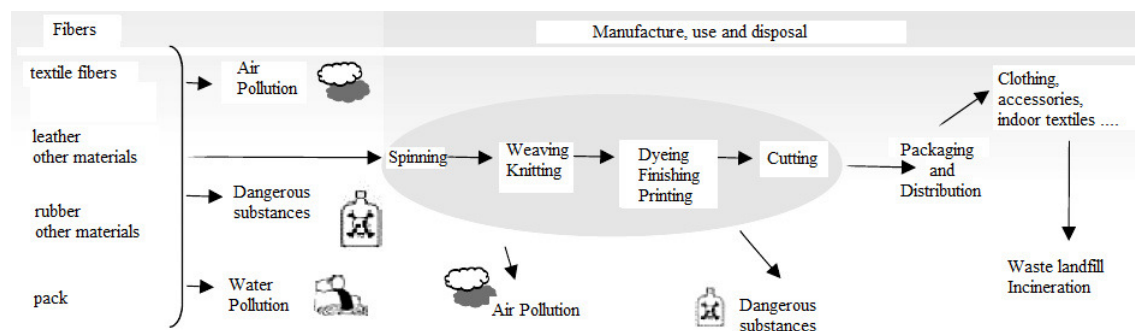 Fibers
Manufacture, use and disposal
textile fibers
leather
other materials
rubber
other materials
pack
Air
Pollution
Dangerous
substances
Water
Pollution
Spinning
Weaving
Knitting
Dyeing
Finishing
Printing
Cutting
Air Pollution
Dangerous
substances
Packaging
and
Distribution
Clothing,
accessories,
indoor textiles ....
Waste landfill
Incineration